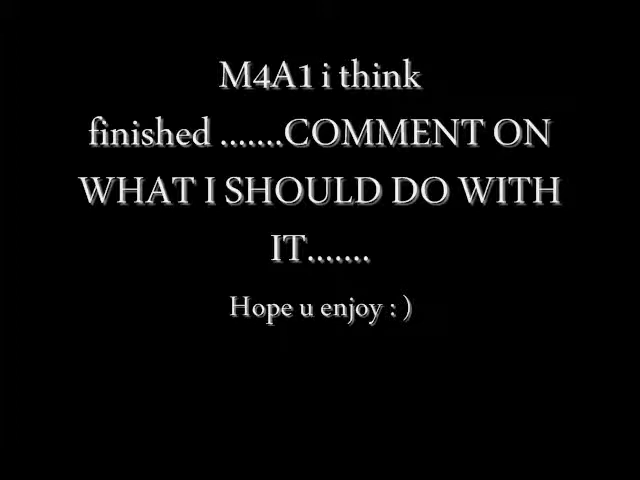 M4A1 i think
finished .......COMMENT ON
WHAT I SHOULD DO WITH
IT.......
Hope u enjoy : )